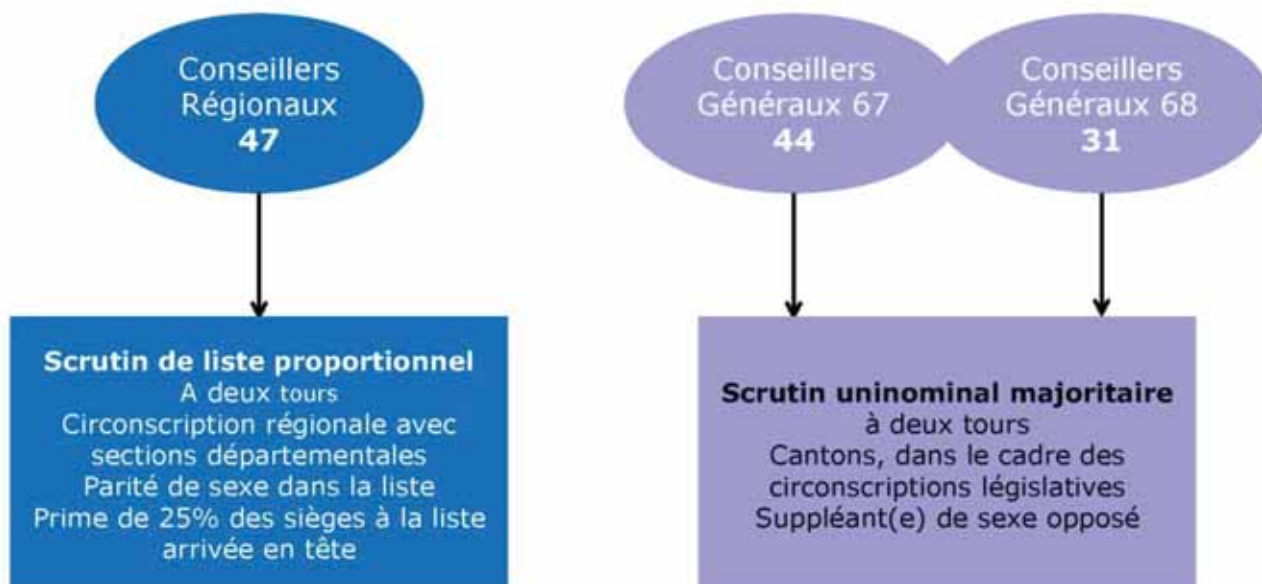 Conseillers
Régionaux
47
Conseillers
Généraux 67
44
Conseillers
Généraux 68
31
Scrutin de liste proportionnel
A deux tours
Circonscription régionale avec
sections départementales
Parité de sexe dans la liste
Prime de 25% des sièges à la liste
arrivée en tête
Scrutin uninominal majoritaire
à deux tours
Cantons, dans le cadre des
circonscriptions législatives
Suppléant(e) de sexe opposé